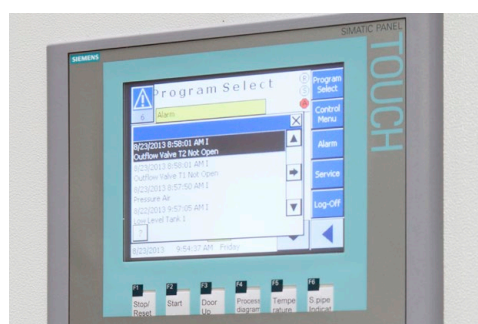 SIMATIC PANEL
SIEMENS
TOUCH
Program Select
6
Alarm
8/23/2013 8:58:01 AM I
Outflow Valve T2 Not Open
8/23/2013 8:58:01 AM I
Outflow Valve T1 Not Open
8/23/2013 8:57:50 AM I
Pressure Air
8/22/2013 9:57:05 AM I
Low Level Tank 1
?
8/23/2013 9:54:37 AM Friday
Program
Select
Control
Menu
Alarm
Service
Log-Off
F1
Stop/
Reset
F2
Start
F3
Door
Up
F4
Process
diagram
F5
Tempe
rature
F6
S.pipe
Indicat